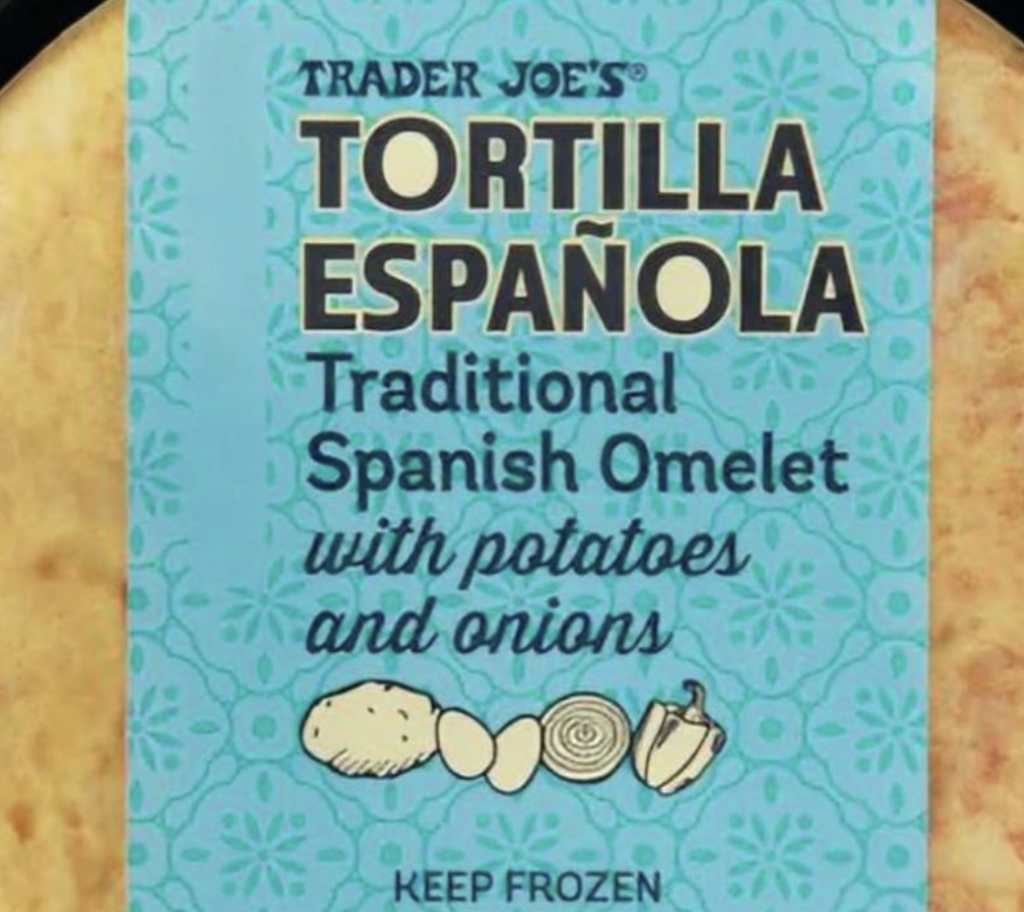 TRADER JOE'S®
TORTILLA
ESPAÑOLA
Traditional
Spanish Omelet
with potatoes
and onions
KEEP FROZEN